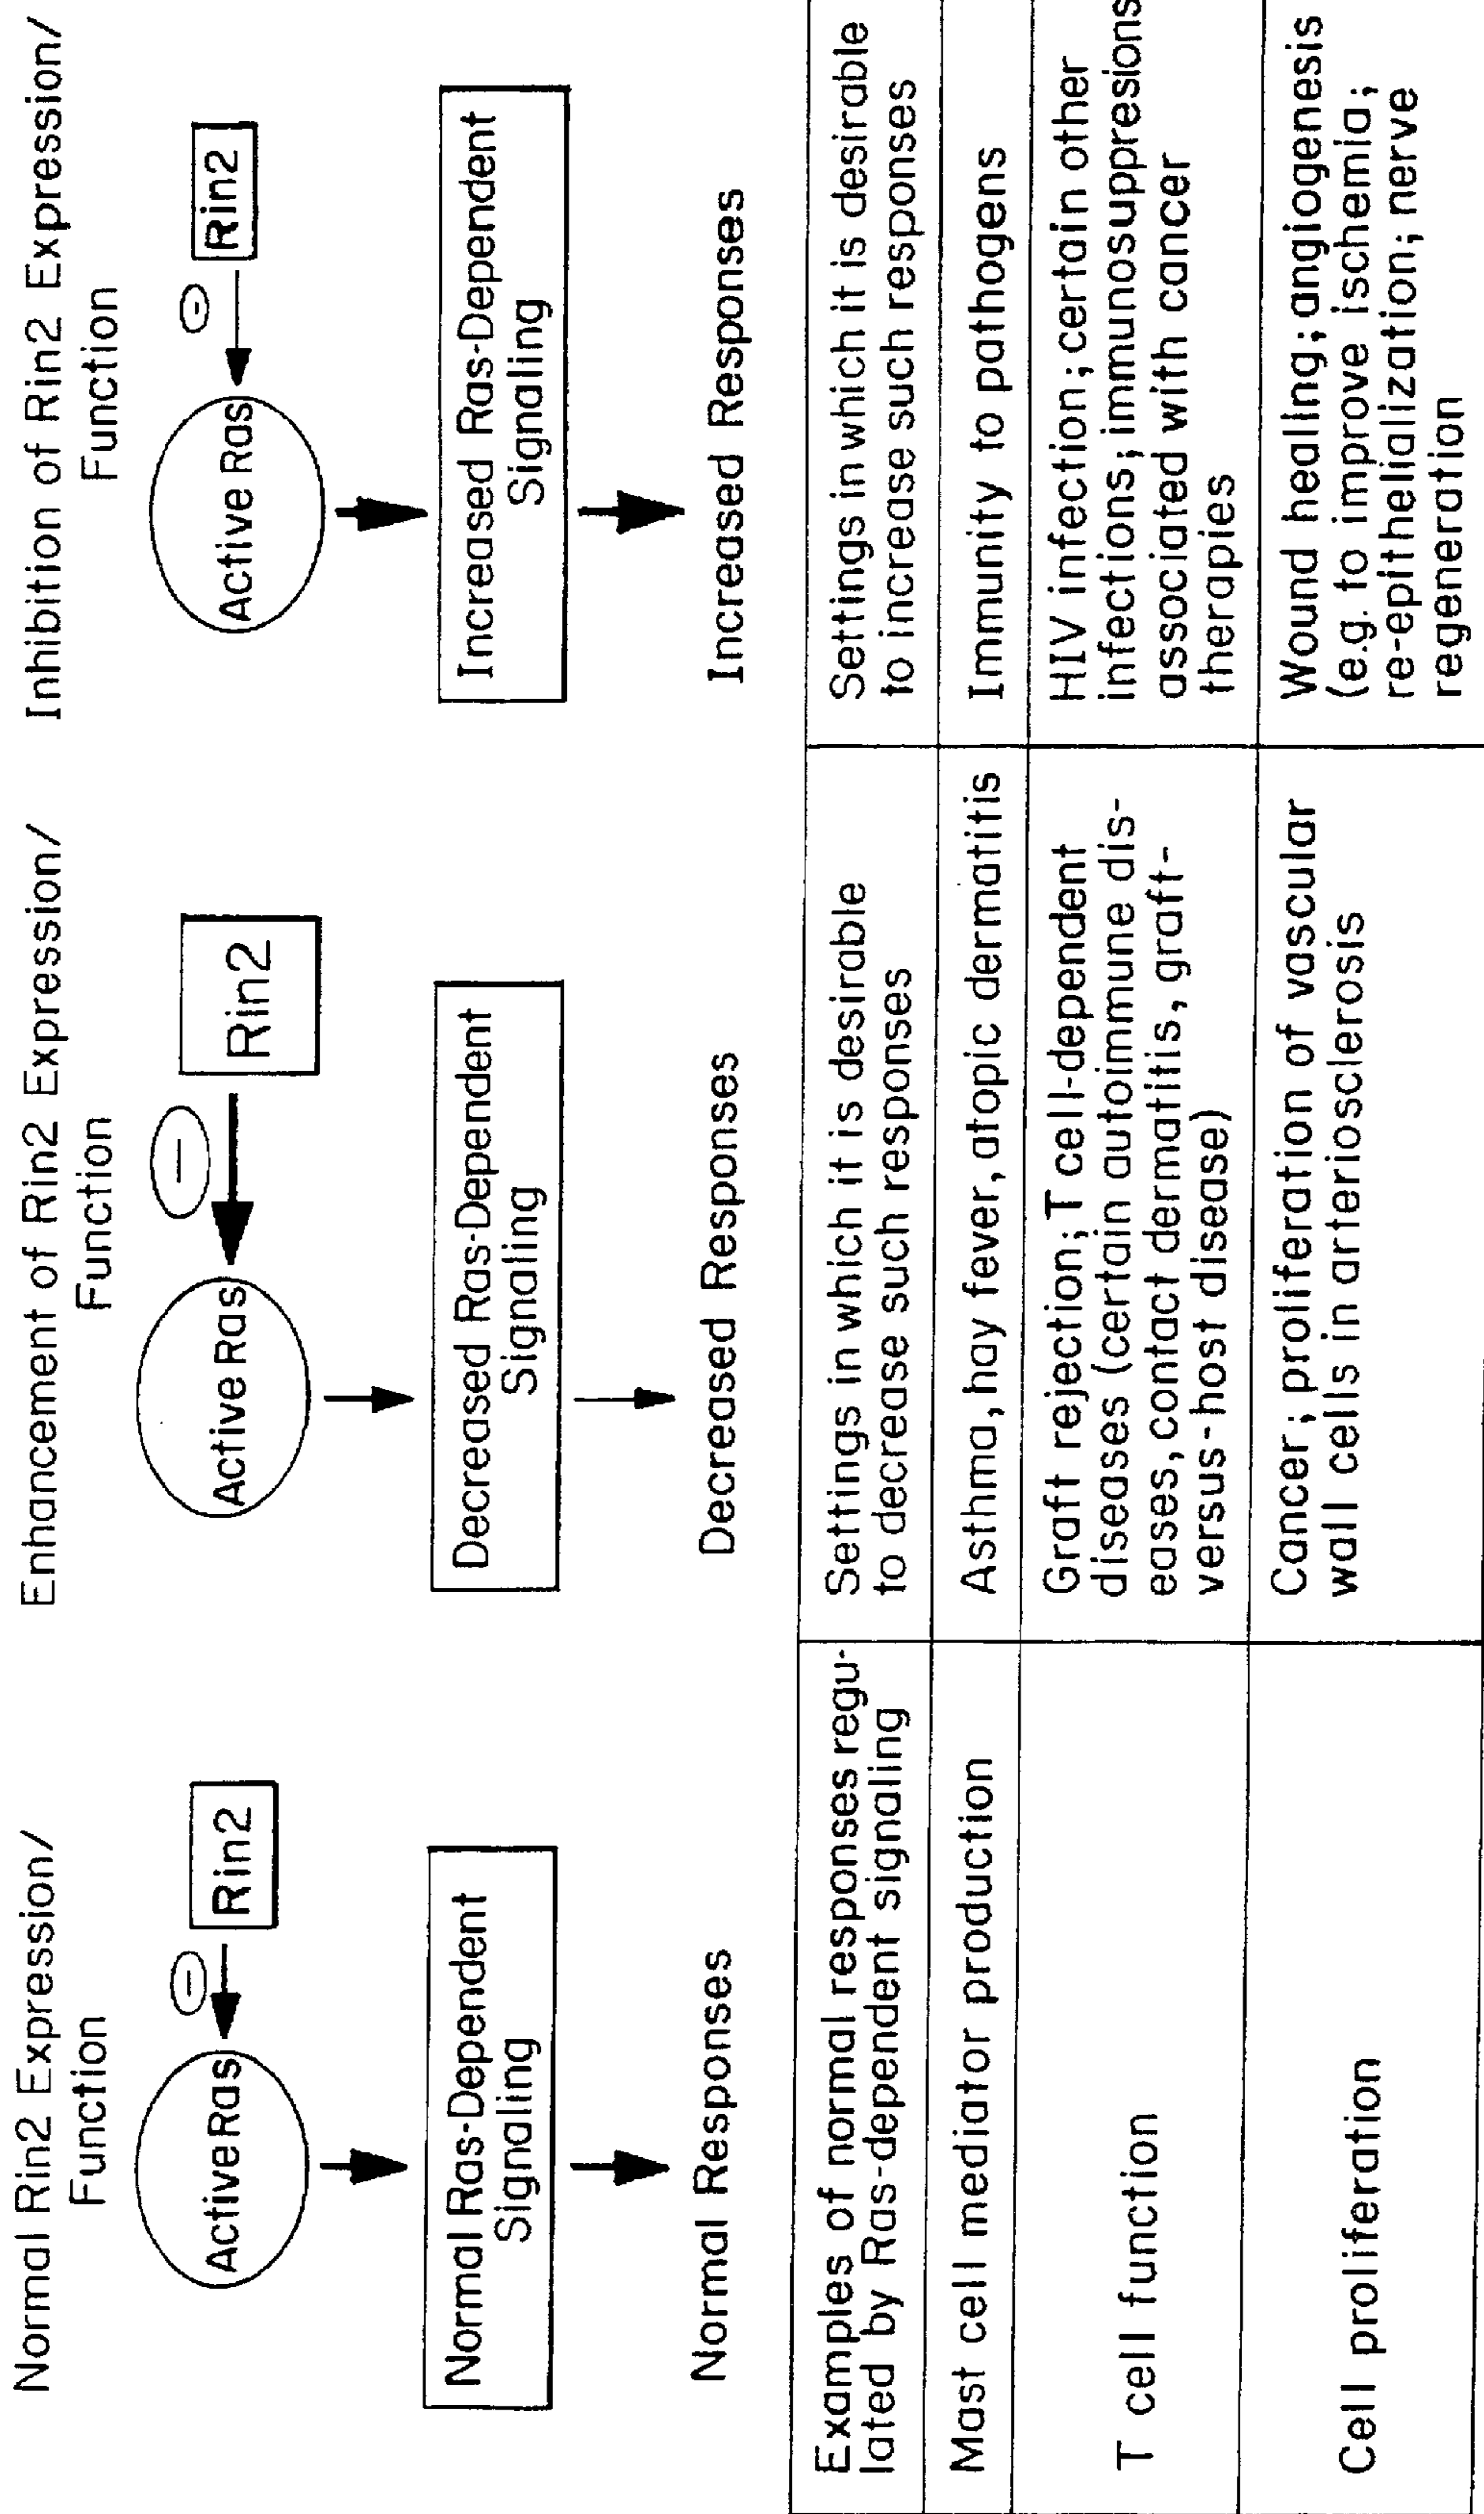 Normal Rin2 Expression/
Function
Active Ras
−
Rin2
Normal Ras-Dependent
Signaling
Normal Responses
Enhancement of Rin2 Expression/
Function
Active Ras
−
Rin2
Decreased Ras-Dependent
Signaling
Decreased Responses
Inhibition of Rin2 Expression/
Function
Active Ras
−
Rin2
Increased Ras-Dependent
Signaling
Increased Responses
Examples of normal responses regu-
lated by Ras-dependent signaling
Settings in which it is desirable
to decrease such responses
Settings in which it is desirable
to increase such responses
Mast cell mediator production
Asthma, hay fever, atopic dermatitis
Immunity to pathogens
T cell function
Graft rejection; T cell-dependent
diseases (certain autoimmune dis-
eases, contact dermatitis, graft-
versus-host disease)
HIV infection; certain other
infections; immunosuppresions
associated with cancer
therapies
Cell proliferation
Cancer; proliferation of vascular
wall cells in arteriosclerosis
Wound healing; angiogenesis
(e.g. to improve ischemia;
re-epithelialization; nerve
regeneration